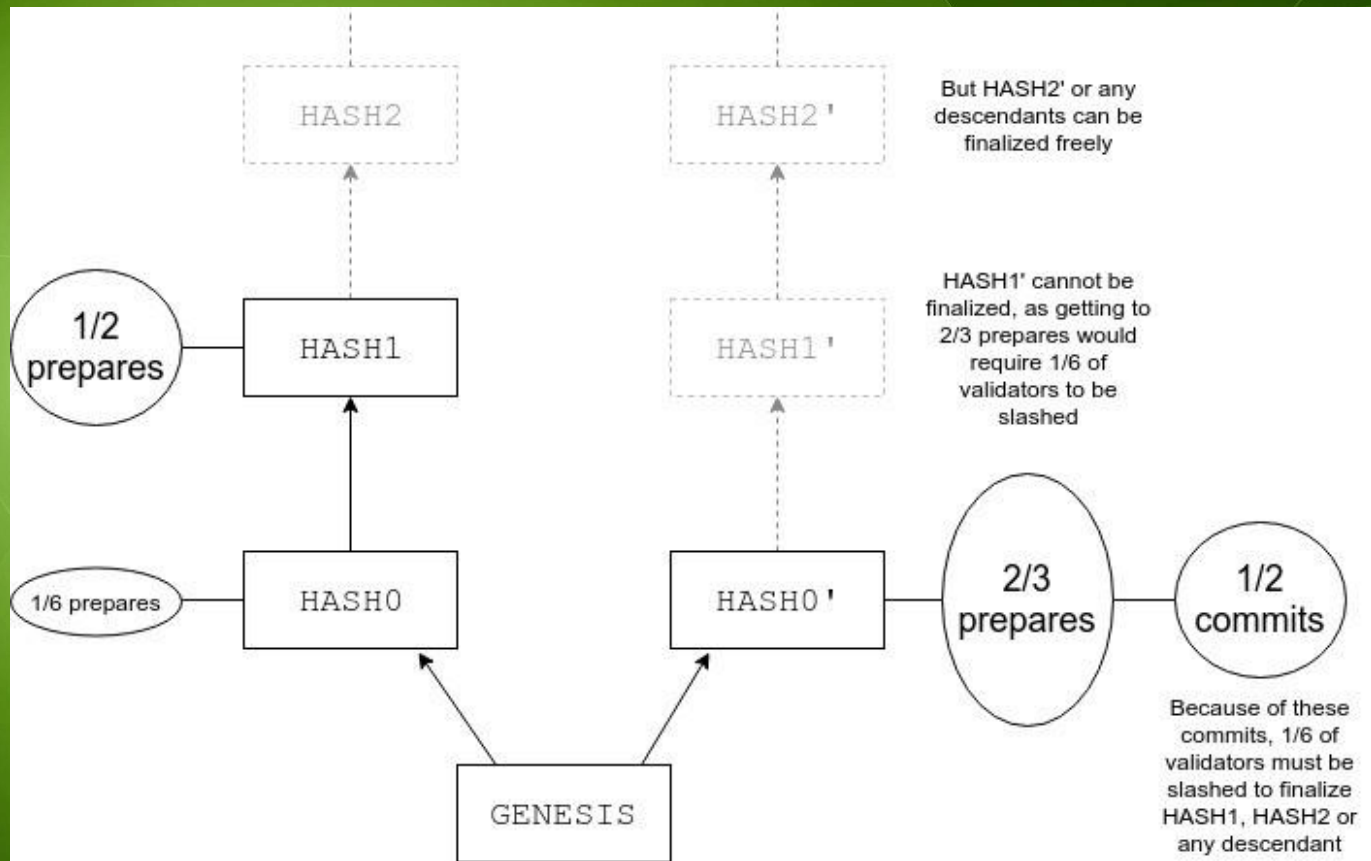 HASH2
HASH2'
But HASH2' or any
descendants can be
finalized freely
1/2
prepares
HASH1
HASH1'
HASH1' cannot be
finalized, as getting to
2/3 prepares would
require 1/6 of
validators to be
slashed
1/6 prepares
HASH0
HASH0'
2/3
prepares
1/2
commits
Because of these
commits, 1/6 of
validators must be
slashed to finalize
HASH1, HASH2 or
any descendant
GENESIS